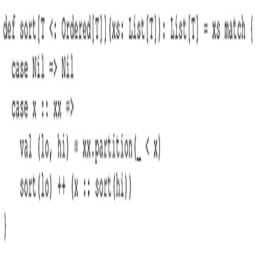 def sort[T <: Ordered[T]](xs: List[T]): List[T] = xs match {
case Nil => Nil
case x :: xx =>
val (lo, hi) = xx.partition(_ < x)
sort(lo) ++ (x :: sort(hi))
}